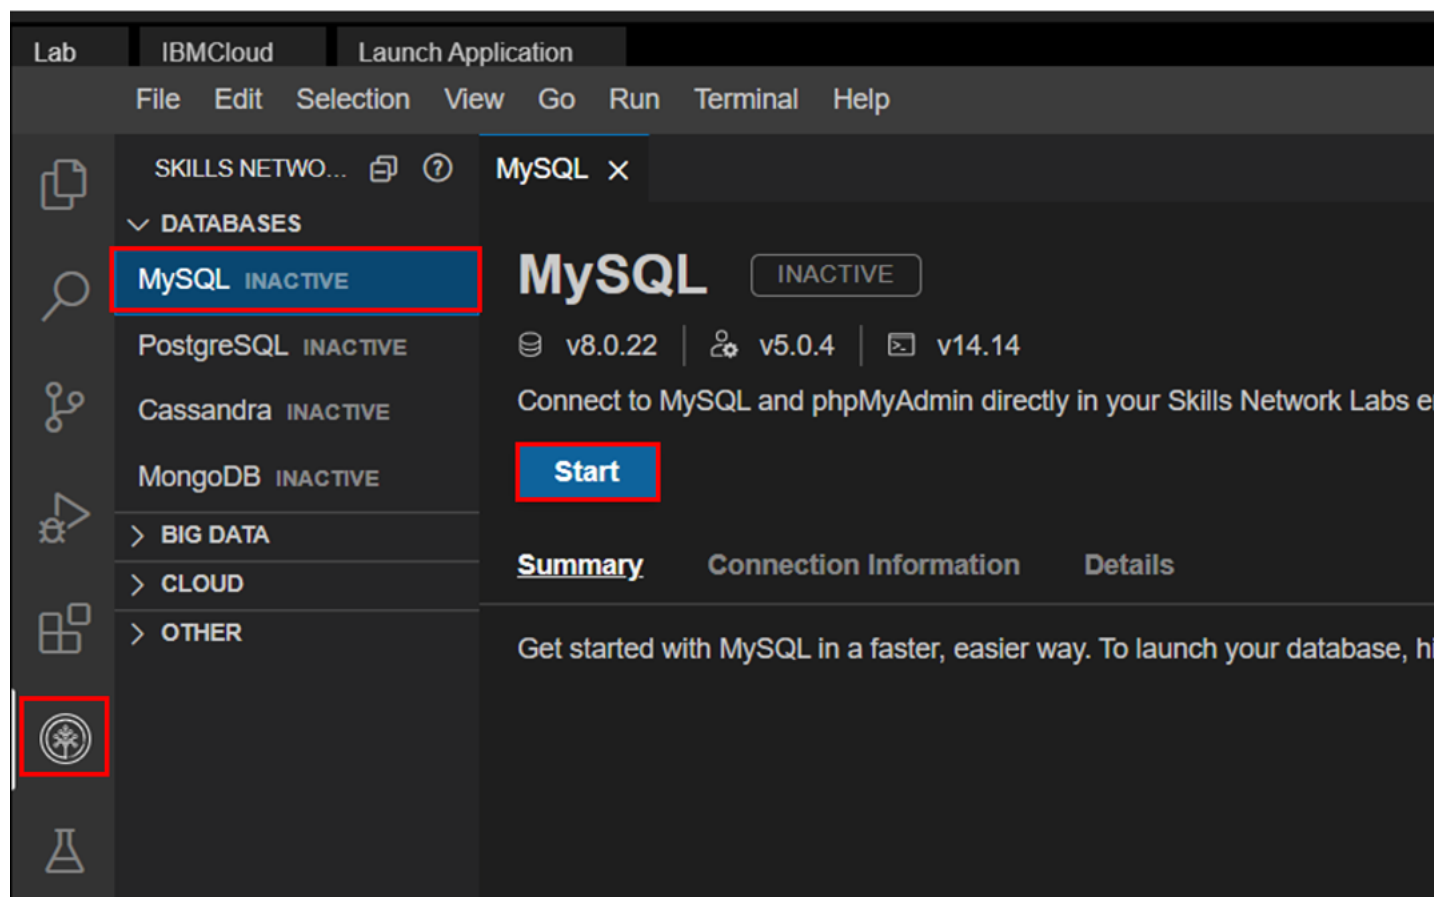 Lab IBMCloud Launch Application
File Edit Selection View Go Run Terminal Help
SKILLS NETWO... MySQL
DATABASES
MySQL INACTIVE
PostgreSQL INACTIVE
Cassandra INACTIVE
MongoDB INACTIVE
BIG DATA
CLOUD
OTHER
MySQL INACTIVE
v8.0.22 v5.0.4 v14.14
Connect to MySQL and phpMyAdmin directly in your Skills Network Labs
Start
Summary Connection Information Details
Get started with MySQL in a faster, easier way. To launch your database,